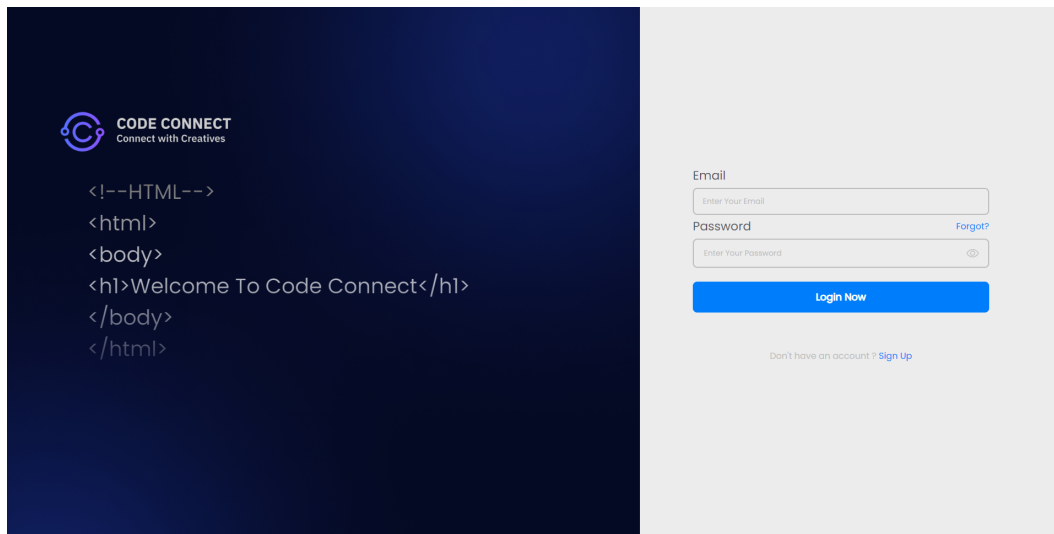 CODE CONNECT
Connect with Creatives
<!--HTML-->
<html>
<body>
<h1>Welcome To Code Connect</h1>
</body>
</html>
Email
Enter Your Email
Password Forgot?
Enter Your Password
Login Now
Don't have an account ? Sign Up